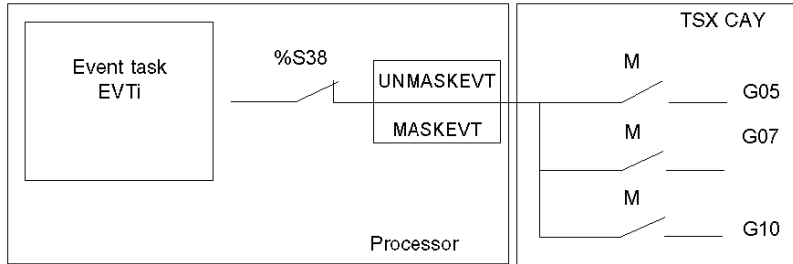 TSX CAY
Event task
EVTi
%S38
UNMASKEVT
MASKEVT
M
G05
M
G07
M
G10
Processor